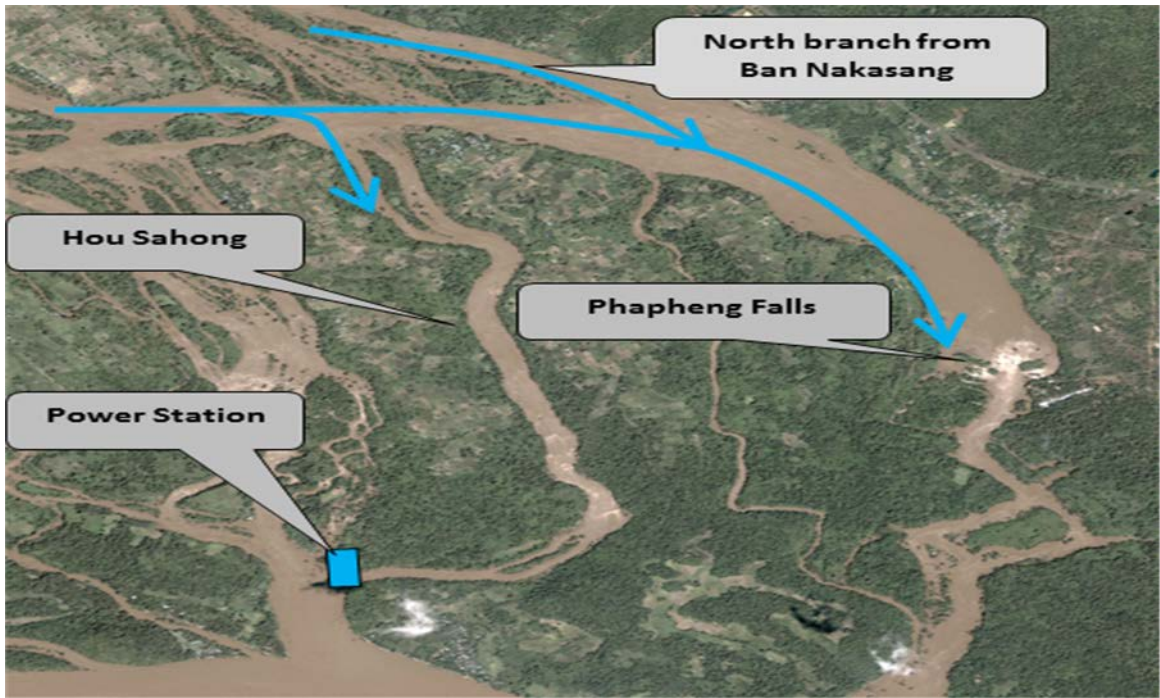 North branch from
Ban Nakasang
Hou Sahong
Phapheng Falls
Power Station